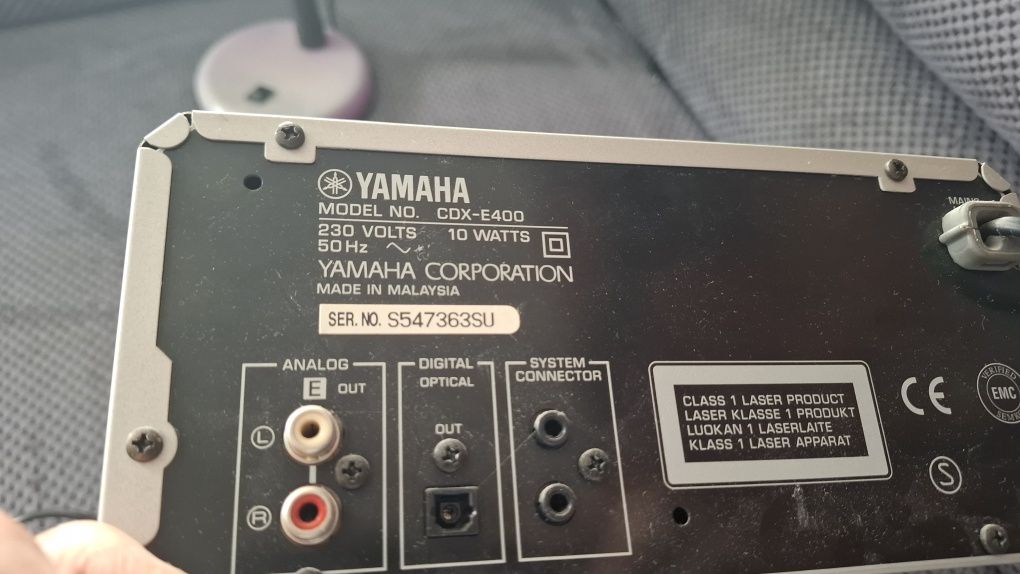 YAMAHA
MODEL NO. CDX-E400
230 VOLTS 10 WATTS
50Hz
YAMAHA CORPORATION
MADE IN MALAYSIA
SER. NO. S547363SU
MAINS
ANALOG
E OUT
L
R
DIGITAL
OPTICAL
OUT
SYSTEM
CONNECTOR
CLASS 1 LASER PRODUCT
LASER KLASSE 1 PRODUKT
LUOKAN 1 LASERLAITE
KLASS 1 LASER APPARAT
CE
EMC
S